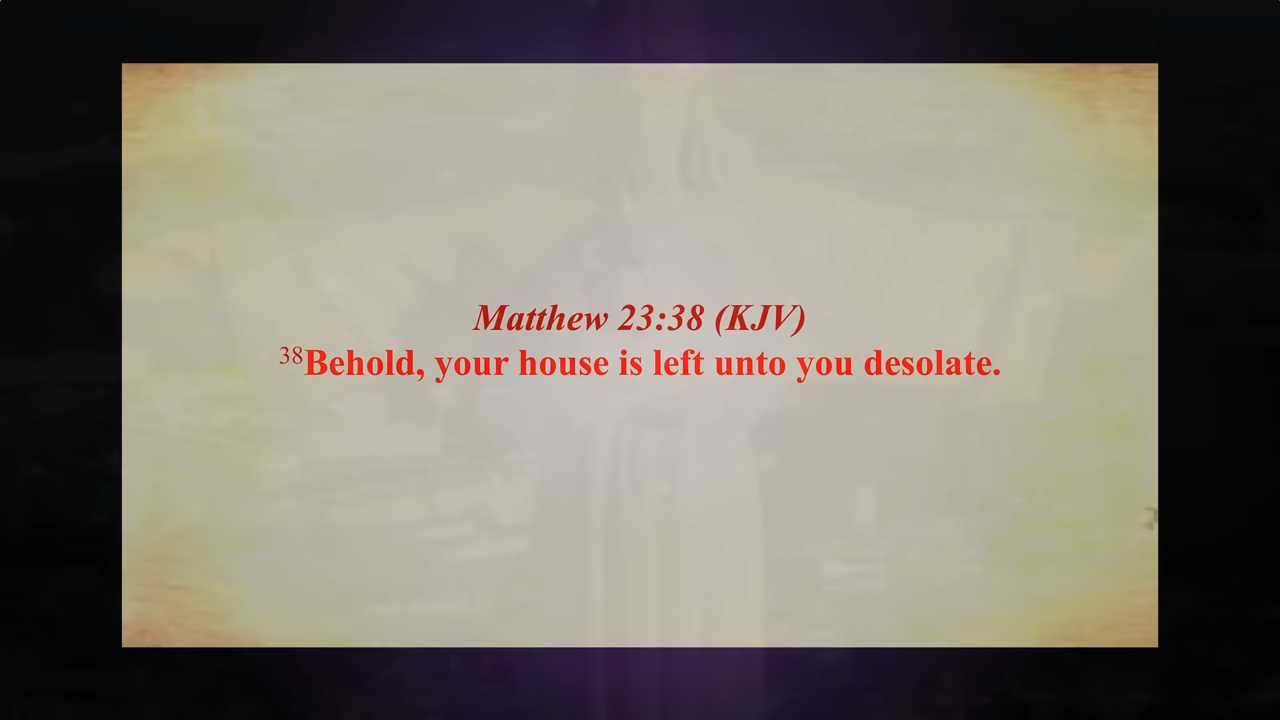 Matthew 23:38 (KJV)
38Behold, your house is left unto you desolate.